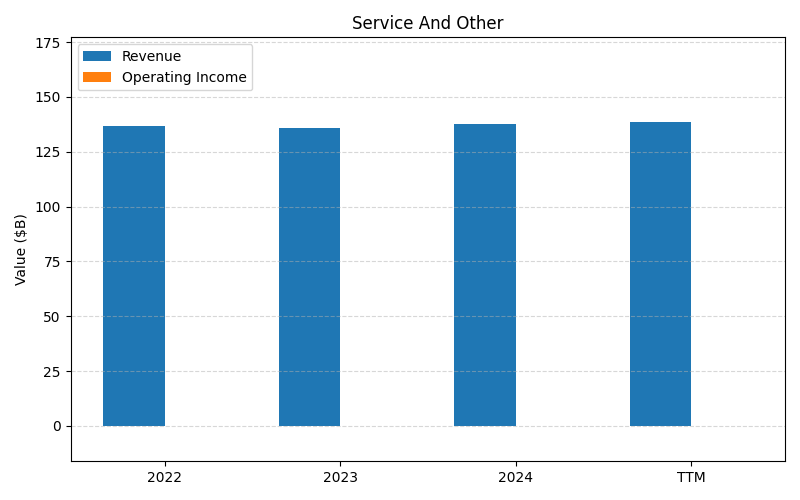 Service And Other
Revenue
Operating Income
Value ($B)
175
150
125
100
75
50
25
0
2022 2023 2024 TTM